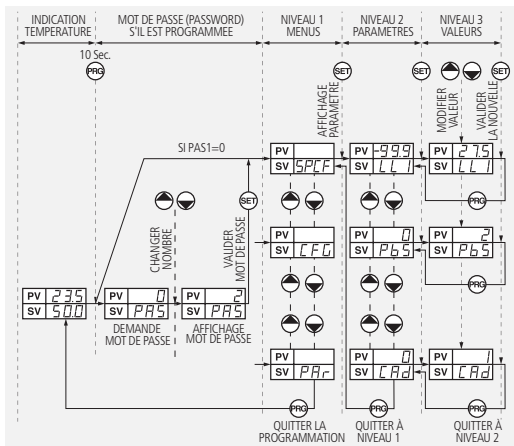 INDICATION TEMPERATURE
MOT DE PASSE (PASSWORD) S'IL EST PROGRAMMEE
NIVEAU 1 MENUS
NIVEAU 2 PARAMETRES
NIVEAU 3 VALEURS
10 Sec.
PRG
SET
SET
SET
AFFICHAGE PARAMETRE
MODIFIER VALEUR
VALIDER LA NOUVELLE
SI PAS1=0
PV
SV SPCF
PV -99.9
SV LL1
PV 27.5
SV LL1
PRG
CHANGER NOMBRE
VALIDER MOT DE PASSE
SET
PV
SV CFG
PV 0
SV PbS
PV 2
SV PbS
PRG
PV 23.5
SV 50.0
PV 0
SV PAS
PV 2
SV PAS
DEMANDE MOT DE PASSE
AFFICHAGE MOT DE PASSE
PV
SV PAr
PV 0
SV CAd
PV 1
SV CAd
PRG
PRG
PRG
QUITTER LA PROGRAMMATION
QUITTER À NIVEAU 1
QUITTER À NIVEAU 2